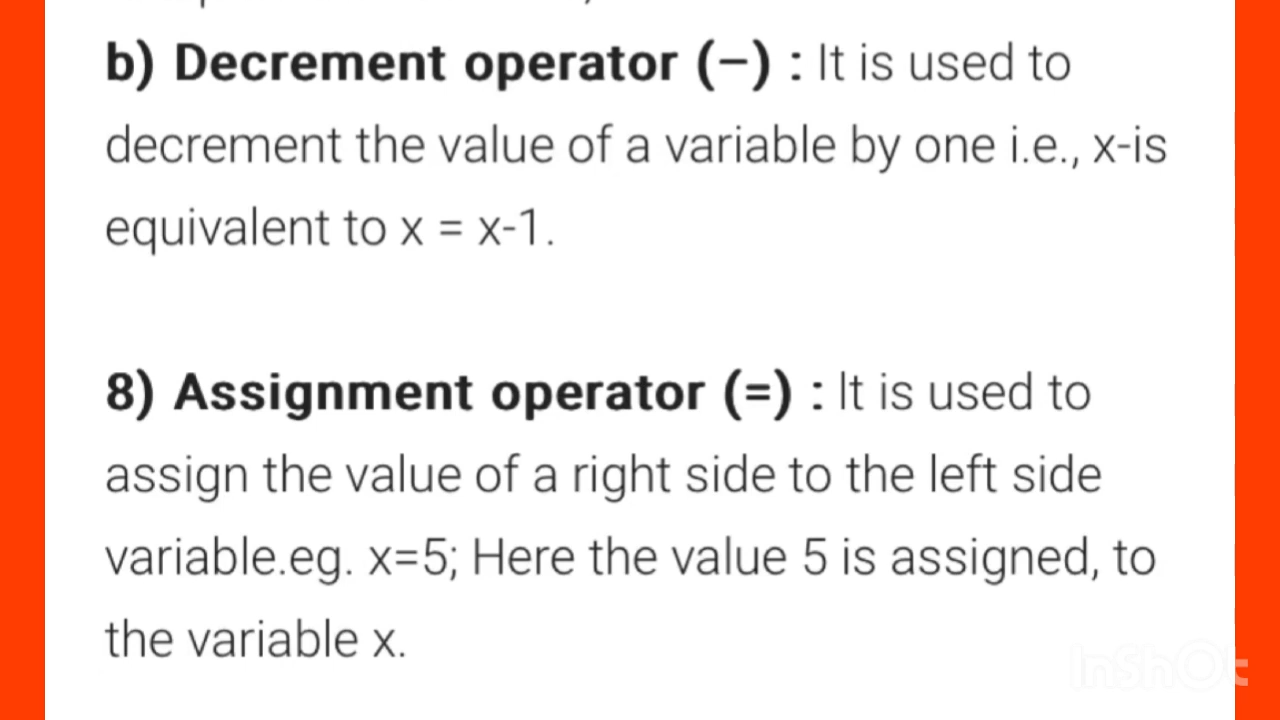 b) Decrement operator (–) : It is used to
decrement the value of a variable by one i.e., x-is
equivalent to x = x-1.
8) Assignment operator (=) : It is used to
assign the value of a right side to the left side
variable.eg. x=5; Here the value 5 is assigned, to
the variable x.
InShOt